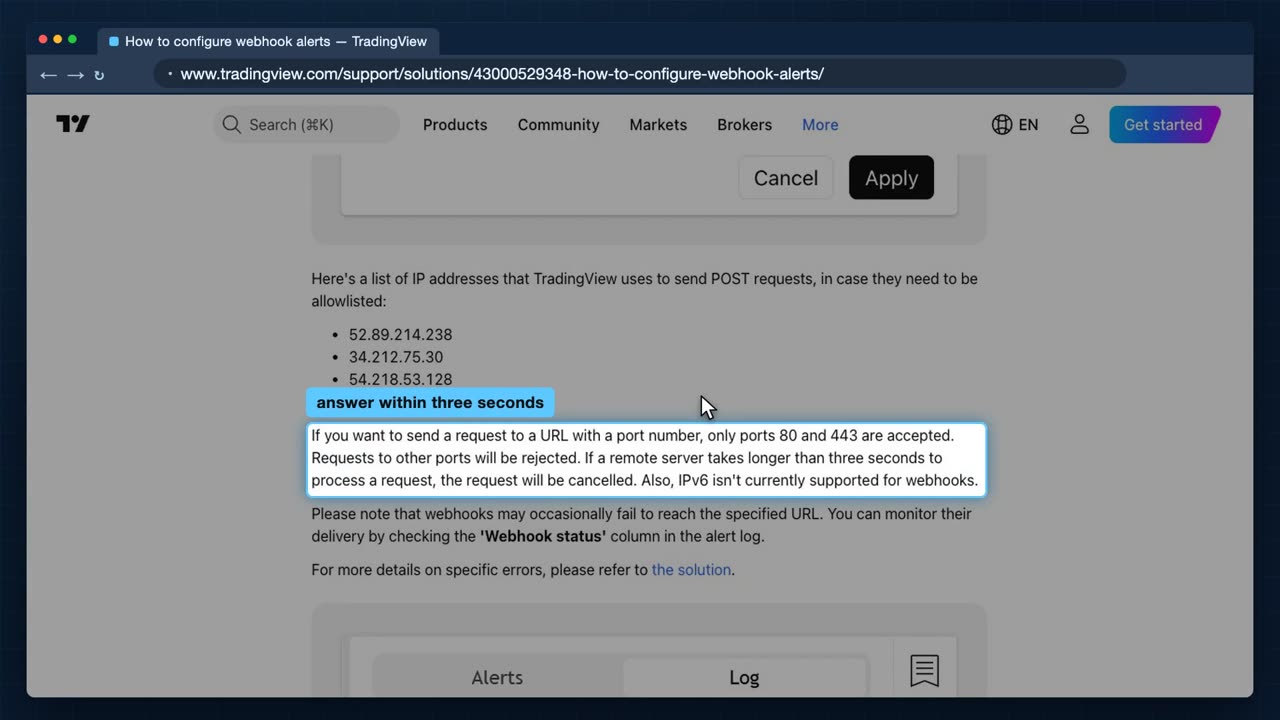 How to configure webhook alerts — TradingView
www.tradingview.com/support/solutions/43000529348-how-to-configure-webhook-alerts/
Search (⌘K)
Products
Community
Markets
Brokers
More
EN
Get started
Cancel
Apply
Here's a list of IP addresses that TradingView uses to send POST requests, in case they need to be
allowlisted:
• 52.89.214.238
• 34.212.75.30
• 54.218.53.128
answer within three seconds
If you want to send a request to a URL with a port number, only ports 80 and 443 are accepted.
Requests to other ports will be rejected. If a remote server takes longer than three seconds to
process a request, the request will be cancelled. Also, IPv6 isn't currently supported for webhooks.
Please note that webhooks may occasionally fail to reach the specified URL. You can monitor their
delivery by checking the 'Webhook status' column in the alert log.
For more details on specific errors, please refer to the solution.
Alerts
Log